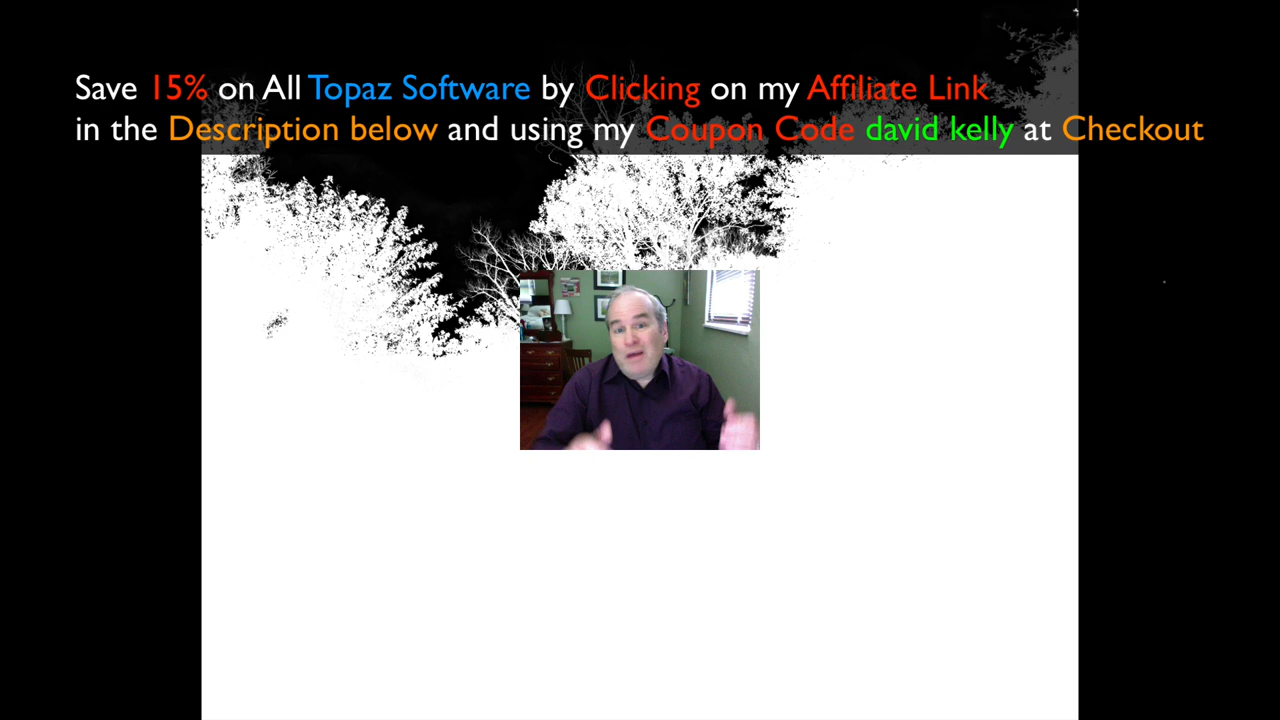 Save 15% on All Topaz Software by Clicking on my Affiliate Link
in the Description below and using my Coupon Code david kelly at Checkout